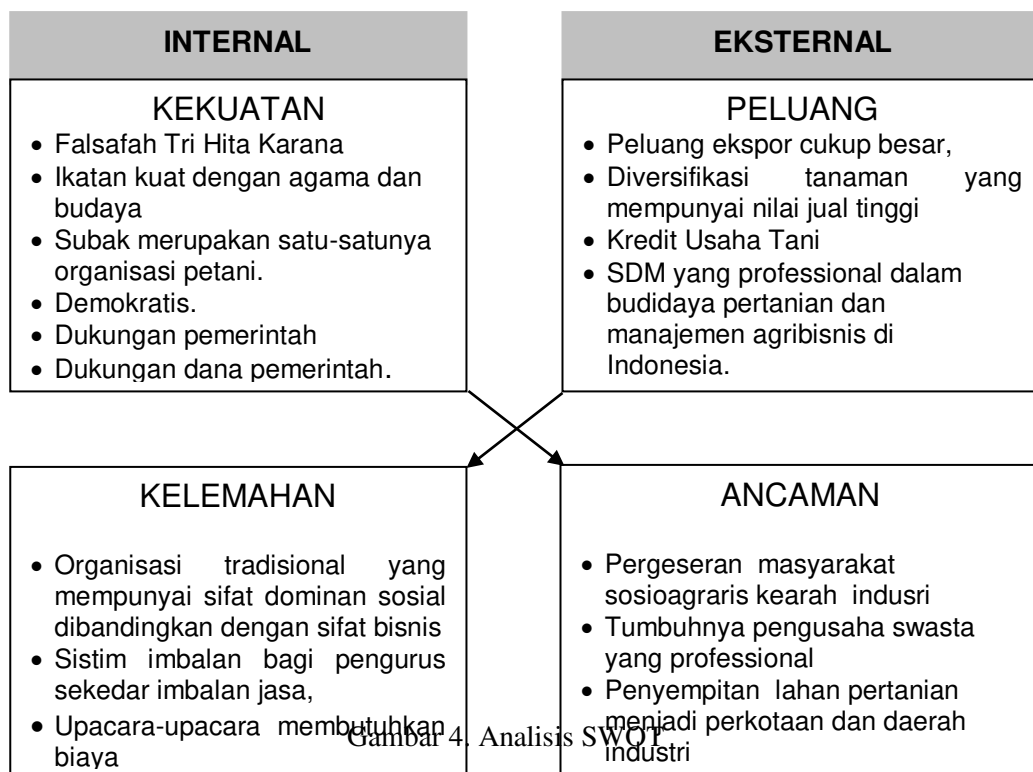 INTERNAL
KEKUATAN
• Falsafah Tri Hita Karana
• Ikatan kuat dengan agama dan
budaya
• Subak merupakan satu-satunya
organisasi petani.
• Demokratis.
• Dukungan pemerintah
• Dukungan dana pemerintah.
EKSTERNAL
PELUANG
• Peluang ekspor cukup besar,
• Diversifikasi tanaman yang
mempunyai nilai jual tinggi
• Kredit Usaha Tani
• SDM yang professional dalam
budidaya pertanian dan
manajemen agribisnis di
Indonesia.
KELEMAHAN
• Organisasi tradisional yang
mempunyai sifat dominan sosial
dibandingkan dengan sifat bisnis
• Sistim imbalan bagi pengurus
sekedar imbalan jasa,
• Upacara-upacara membutuhkan
biaya
ANCAMAN
• Pergeseran masyarakat
sosioagraris kearah indusri
• Tumbuhnya pengusaha swasta
yang professional
• Penyempitan lahan pertanian
menjadi perkotaan dan daerah
industri
Gambar 4. Analisis SWOT